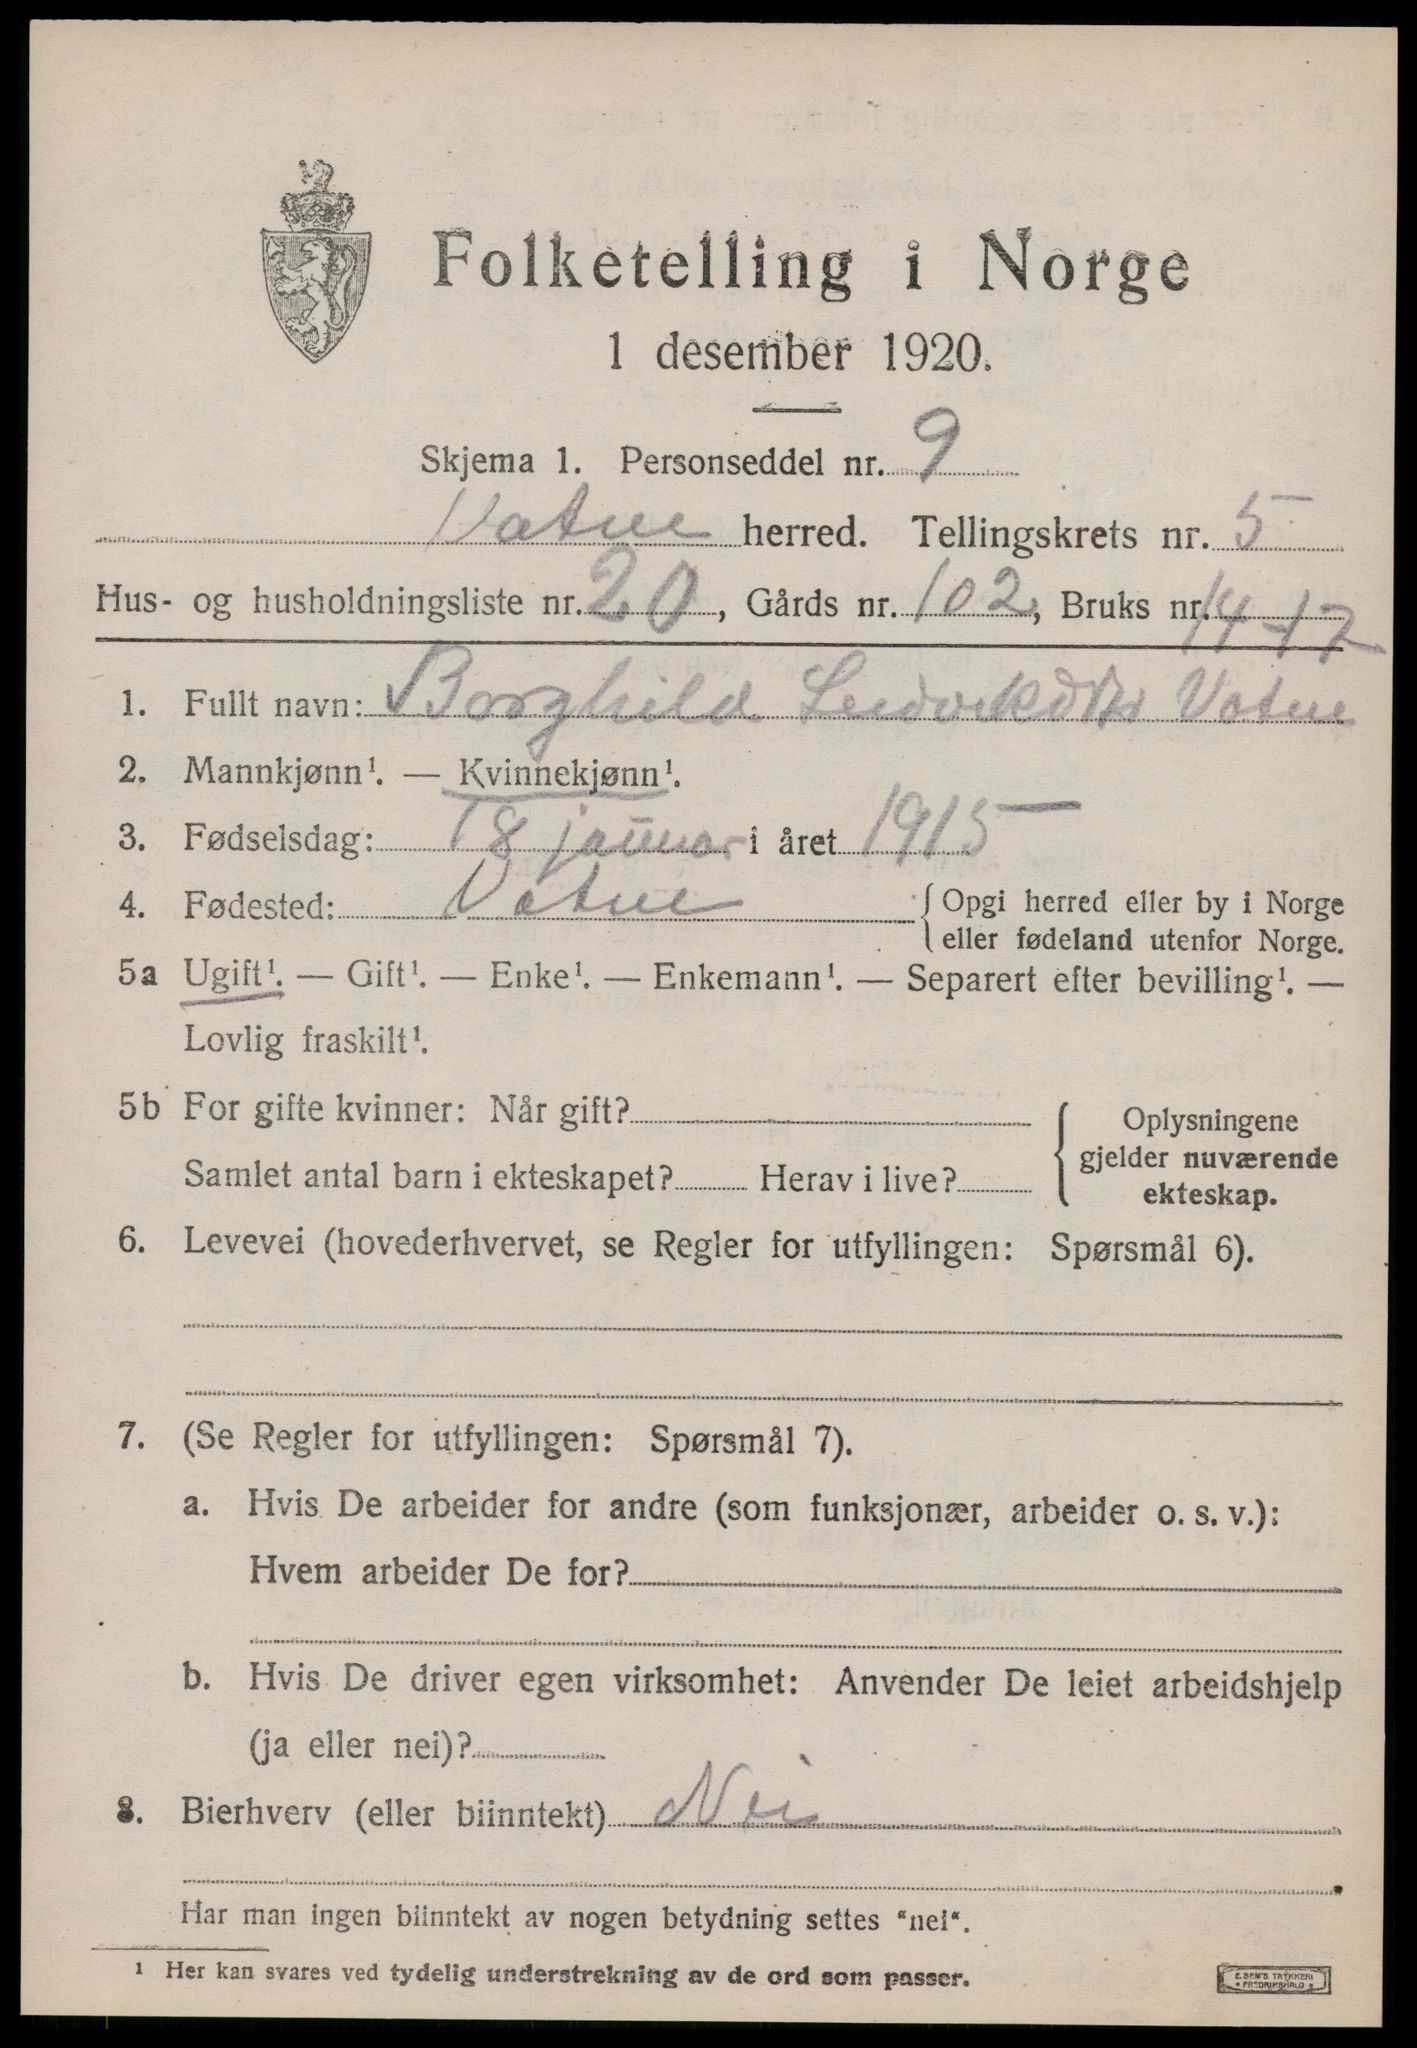 Folketelling i Norge
1 desember 1920.
Skjema 1. Personseddel nr. 9
Vatne herred. Tellingskrets nr. 5
Hus- og husholdningsliste nr. 20, Gårds nr. 102, Bruks nr. 14-17
1. Fullt navn: Borghild Vatne
2. Mannkjønn¹. — Kvinnekjønn¹.
3. Fødselsdag: 18 januar i året 1915
4. Fødested: Vatne { Opgi herred eller by i Norge
eller fødeland utenfor Norge.
5a Ugift¹. — Gift¹. — Enke¹. — Enkemann¹. — Separert efter bevilling¹. —
Lovlig fraskilt¹.
5b For gifte kvinner: Når gift?
Samlet antal barn i ekteskapet? Herav i live?
Oplysningene
gjelder nuværende
ekteskap.
6. Levevei (hovederhvervet, se Regler for utfyllingen: Spørsmål 6).
7. (Se Regler for utfyllingen: Spørsmål 7).
a. Hvis De arbeider for andre (som funksjonær, arbeider o. s. v.):
Hvem arbeider De for?
b. Hvis De driver egen virksomhet: Anvender De leiet arbeidshjelp
(ja eller nei)?
8. Bierhverv (eller biinntekt) Nei
Har man ingen biinntekt av nogen betydning settes "nei".
¹ Her kan svares ved tydelig understrekning av de ord som passer.
E. SEM'S TRYKKERI
FREDRIKSHALD